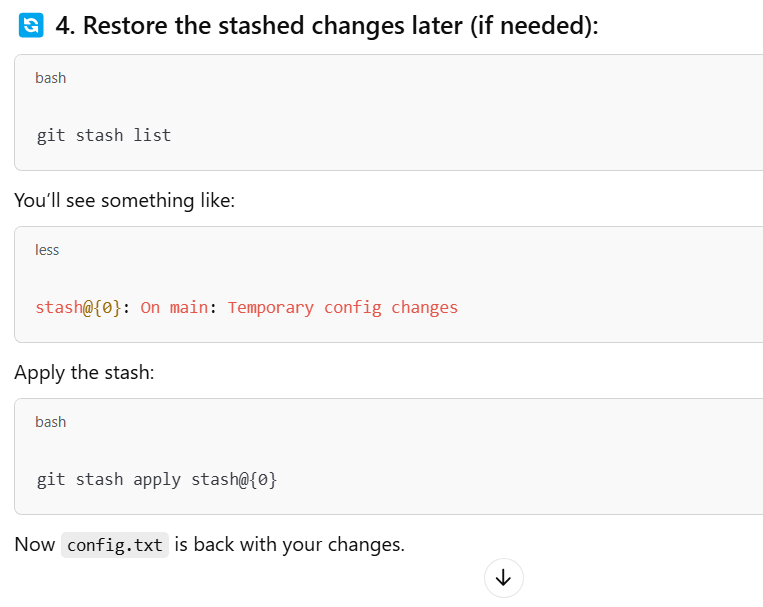 4. Restore the stashed changes later (if needed):
bash
git stash list
You’ll see something like:
less
stash@{0}: On main: Temporary config changes
Apply the stash:
bash
git stash apply stash@{0}
Now config.txt is back with your changes.